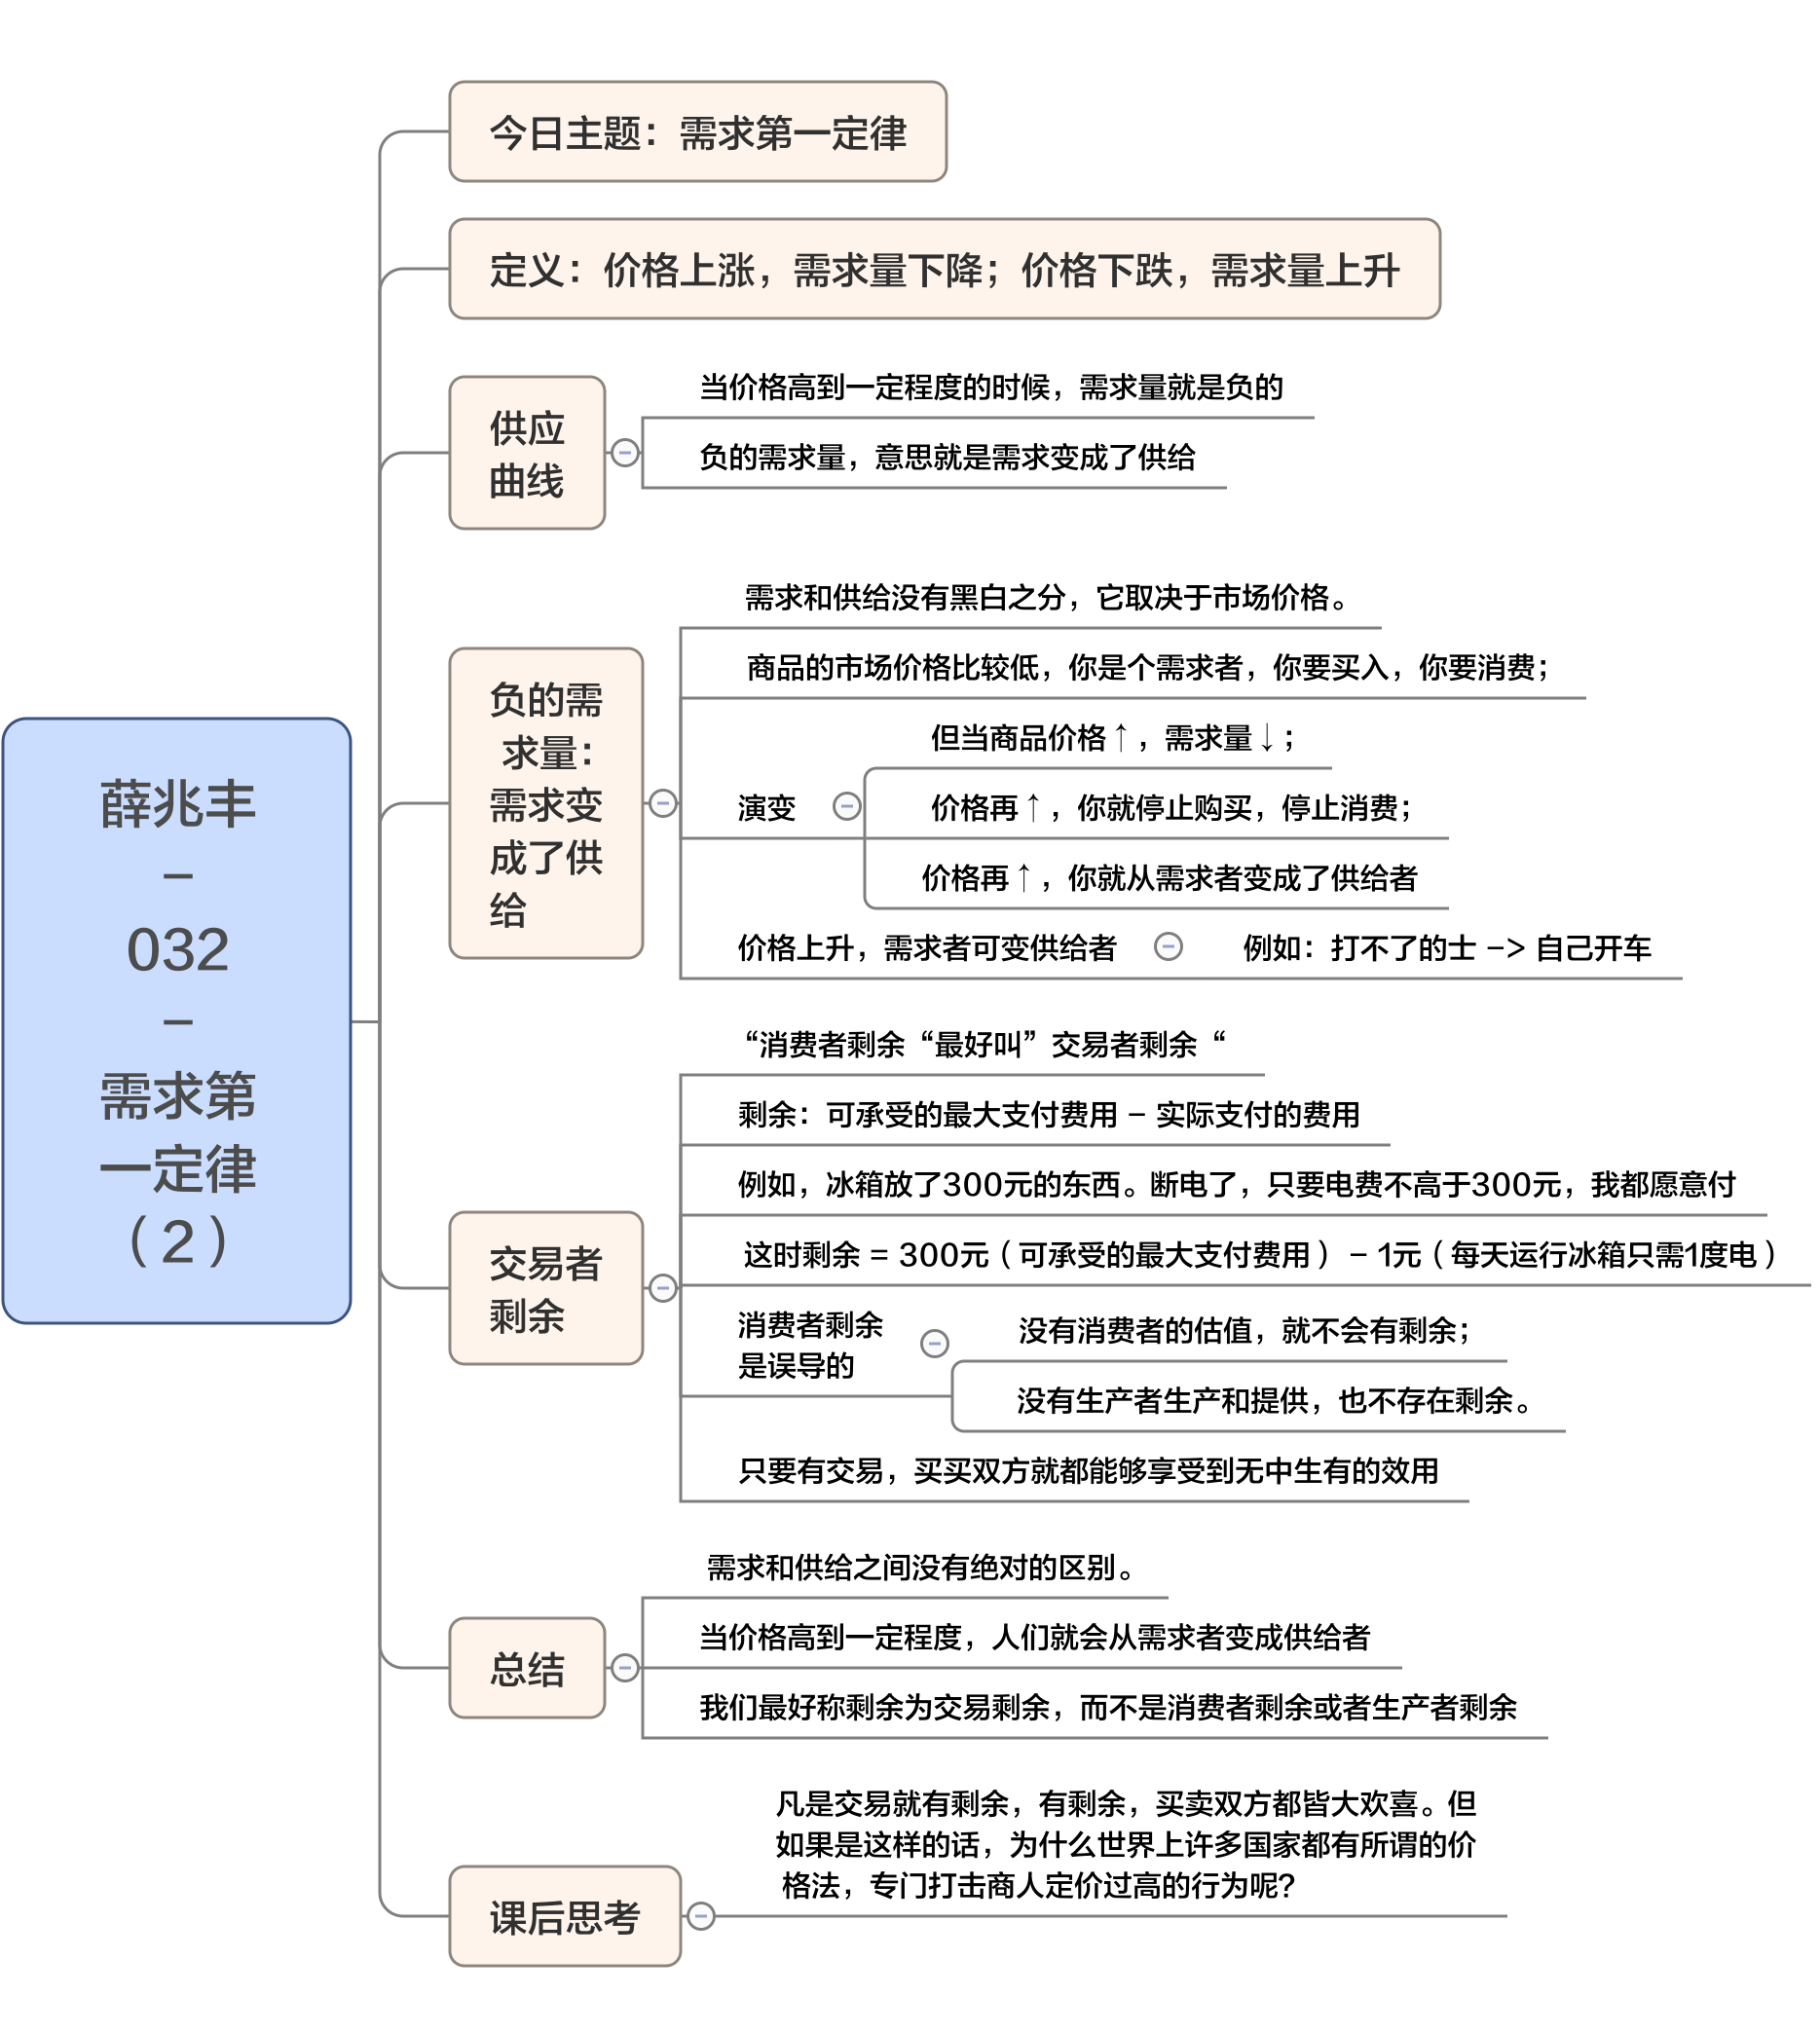 薛兆丰
–
032
–
需求第
一定律
（2）
今日主题：需求第一定律
定义：价格上涨，需求量下降；价格下跌，需求量上升
供应
曲线
当价格高到一定程度的时候，需求量就是负的
负的需求量，意思就是需求变成了供给
负的需
求量：
需求变
成了供
给
需求和供给没有黑白之分，它取决于市场价格。
商品的市场价格比较低，你是个需求者，你要买入，你要消费；
演变
但当商品价格↑，需求量↓；
价格再↑，你就停止购买，停止消费；
价格再↑，你就从需求者变成了供给者
价格上升，需求者可变供给者
例如：打不了的士 –> 自己开车
交易者
剩余
“消费者剩余“最好叫”交易者剩余“
剩余：可承受的最大支付费用 – 实际支付的费用
例如，冰箱放了300元的东西。断电了，只要电费不高于300元，我都愿意付
这时剩余 = 300元（可承受的最大支付费用）– 1元（每天运行冰箱只需1度电）
消费者剩余
是误导的
没有消费者的估值，就不会有剩余；
没有生产者生产和提供，也不存在剩余。
只要有交易，买买双方就都能够享受到无中生有的效用
总结
需求和供给之间没有绝对的区别。
当价格高到一定程度，人们就会从需求者变成供给者
我们最好称剩余为交易剩余，而不是消费者剩余或者生产者剩余
课后思考
凡是交易就有剩余，有剩余，买卖双方都皆大欢喜。但
如果是这样的话，为什么世界上许多国家都有所谓的价
格法，专门打击商人定价过高的行为呢?